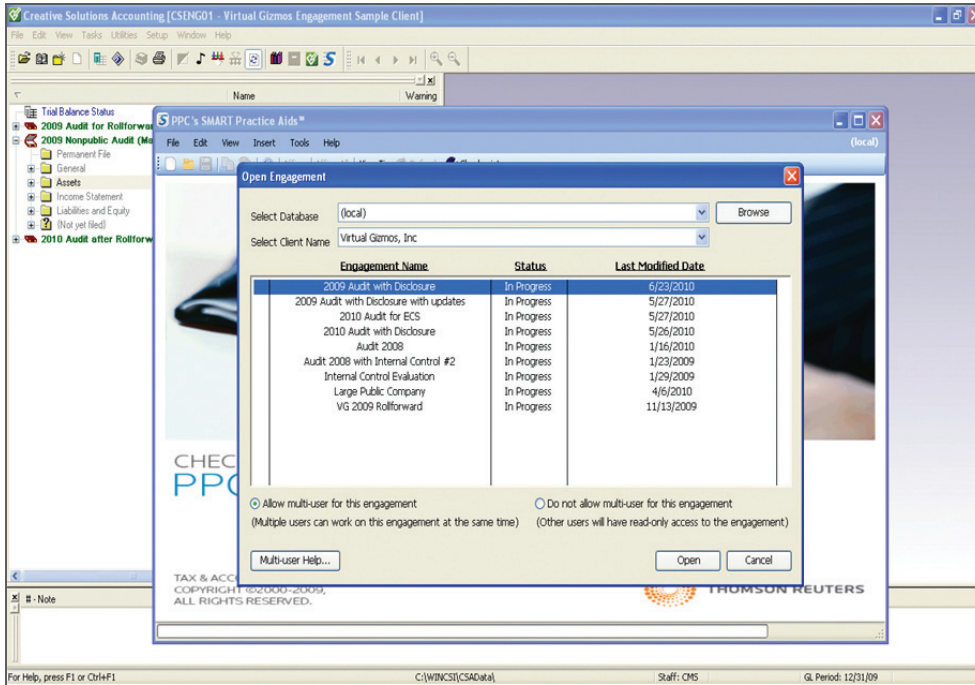 Creative Solutions Accounting [CSENG01 - Virtual Gizmos Engagement Sample Client]
File Edit View Tasks Utilities Setup Window Help
Name Warning
Trial Balance Status
2009 Audit for Rollforwar
2009 Nonpublic Audit (Mo
Permanent File
General
Assets
Income Statement
Liabilities and Equity
(Not yet filed)
2010 Audit after Rollforw
PPC's SMART Practice Aids®
File Edit View Insert Tools Help (local)
Open Engagement
Select Database (local) Browse
Select Client Name Virtual Gizmos, Inc
Engagement Name Status Last Modified Date
2009 Audit with Disclosure In Progress 6/23/2010
2009 Audit with Disclosure with updates In Progress 5/27/2010
2010 Audit for ECS In Progress 5/27/2010
2010 Audit with Disclosure In Progress 5/26/2010
Audit 2008 In Progress 1/16/2010
Audit 2008 with Internal Control #2 In Progress 1/23/2009
Internal Control Evaluation In Progress 1/29/2009
Large Public Company In Progress 4/6/2010
VG 2009 Rollforward In Progress 11/13/2009
Allow multi-user for this engagement Do not allow multi-user for this engagement
(Multiple users can work on this engagement at the same time) (Other users will have read-only access to the engagement)
Multi-user Help... Open Cancel
CHEC
PPC
TAX & ACC
COPYRIGHT ©2000-2009,
ALL RIGHTS RESERVED.
THOMSON REUTERS
# - Note
For Help, press F1 or Ctrl+F1 C:\WINCSI\CSAData\ Staff: CMS GL Period: 12/31/09